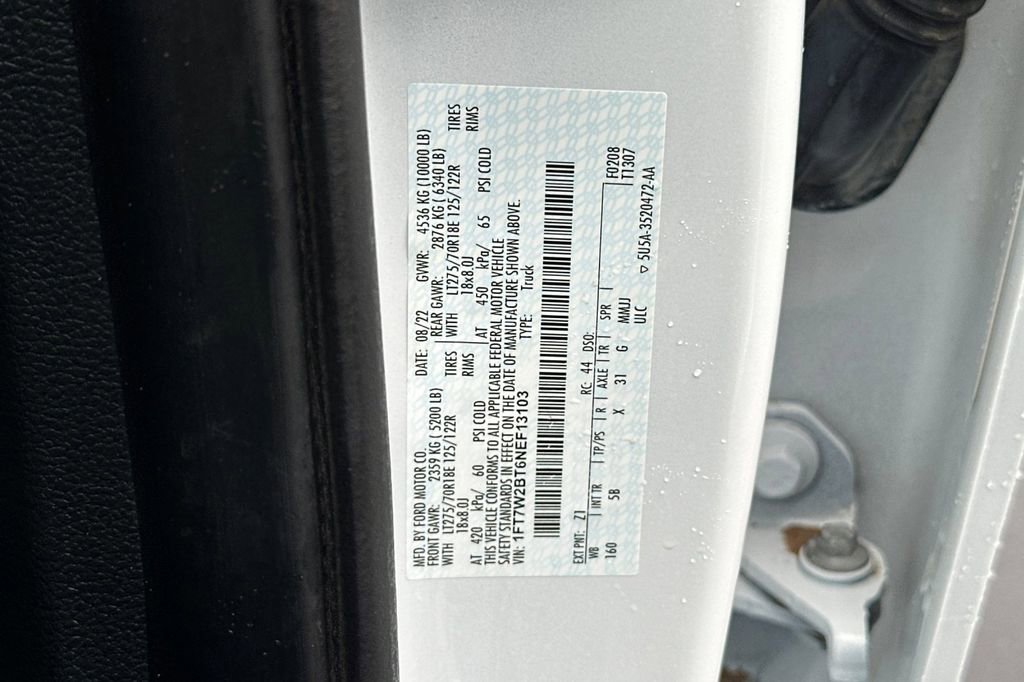 MFD. BY FORD MOTOR CO.
DATE: 08/22 GVWR: 4536 KG (10000 LB)
FRONT GAWR: 2359 KG ( 5200 LB) REAR GAWR: 2876 KG ( 6340 LB)
WITH LT275/70R18E 125/122R TIRES WITH LT275/70R18E 125/122R TIRES
18x8.0J RIMS 18x8.0J RIMS
AT 420 kPa/ 60 PSI COLD AT 450 kPa/ 65 PSI COLD
THIS VEHICLE CONFORMS TO ALL APPLICABLE FEDERAL MOTOR VEHICLE
SAFETY STANDARDS IN EFFECT ON THE DATE OF MANUFACTURE SHOWN ABOVE.
VIN: 1FT7W2BT6NEF13103 TYPE: Truck
EXT PNT: Z1 RC: 44 DSO:
WB INT TR TP/PS R AXLE TR SPR F0208
160 5B X 31 G MMJJ T1307
ULC
▽ 5U5A-3520472-AA